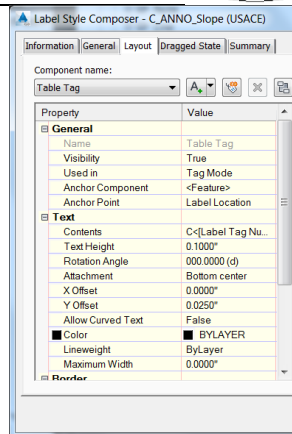 Label Style Composer - C_ANNO_Slope (USACE)
Information General Layout Dragged State Summary
Component name:
Table Tag
Property Value
General
Name Table Tag
Visibility True
Used in Tag Mode
Anchor Component <Feature>
Anchor Point Label Location
Text
Contents C<[Label Tag Nu...
Text Height 0.1000"
Rotation Angle 000.0000 (d)
Attachment Bottom center
X Offset 0.0000"
Y Offset 0.0250"
Allow Curved Text False
Color BYLAYER
Lineweight ByLayer
Maximum Width 0.0000"
Border